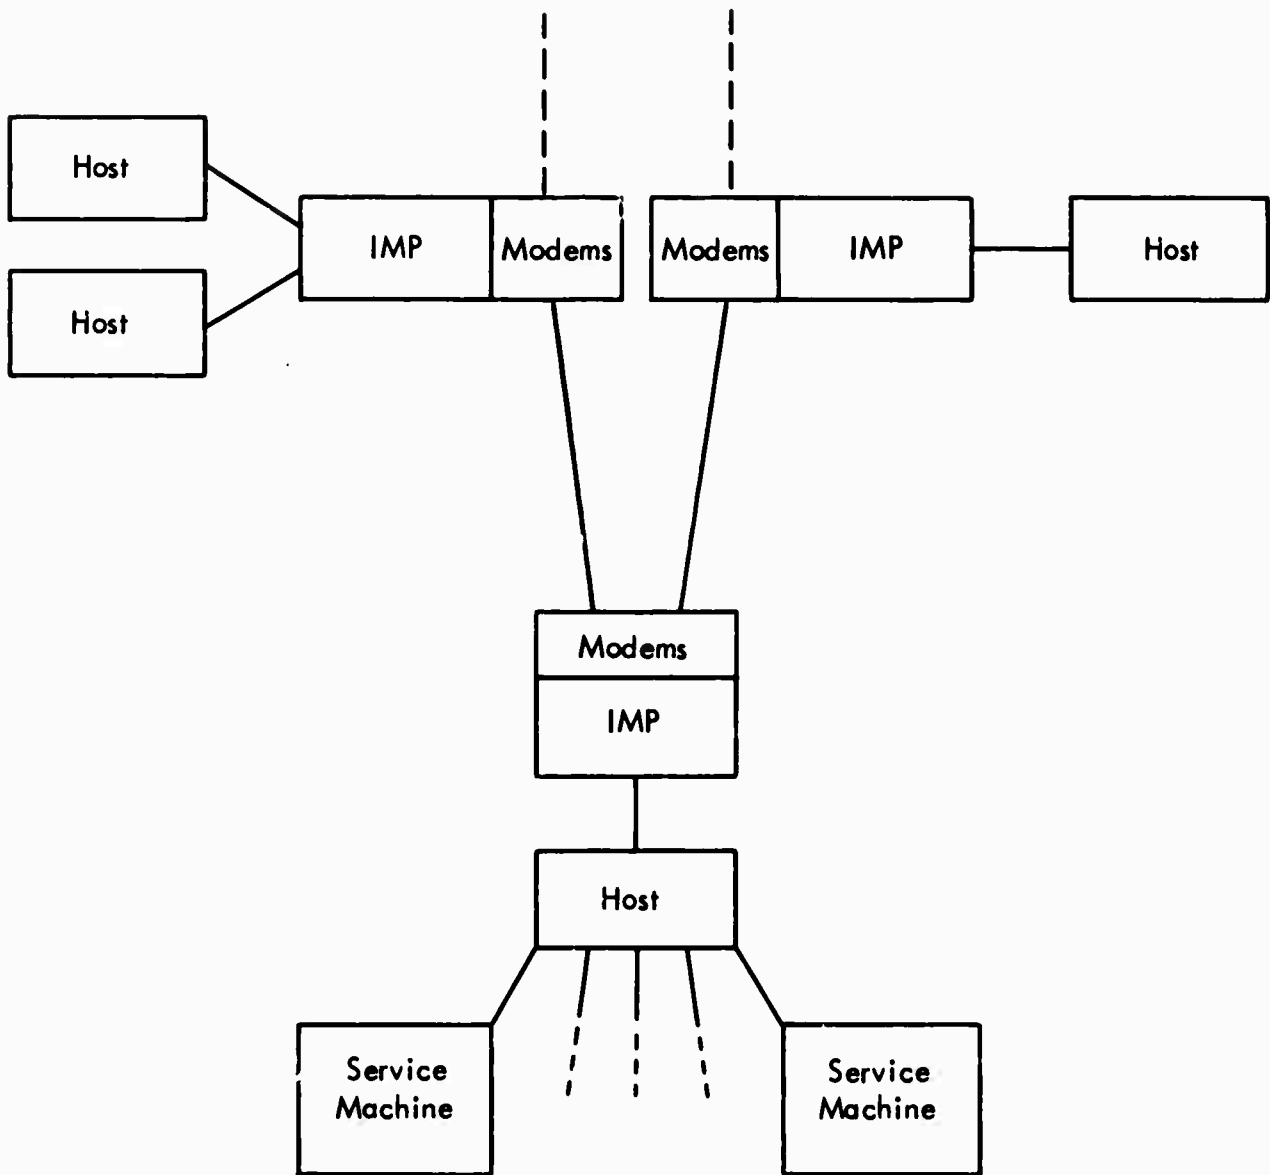 Host
IMP
Modems
Modems
IMP
Host
Host
Modems
IMP
Host
Service
Machine
Service
Machine